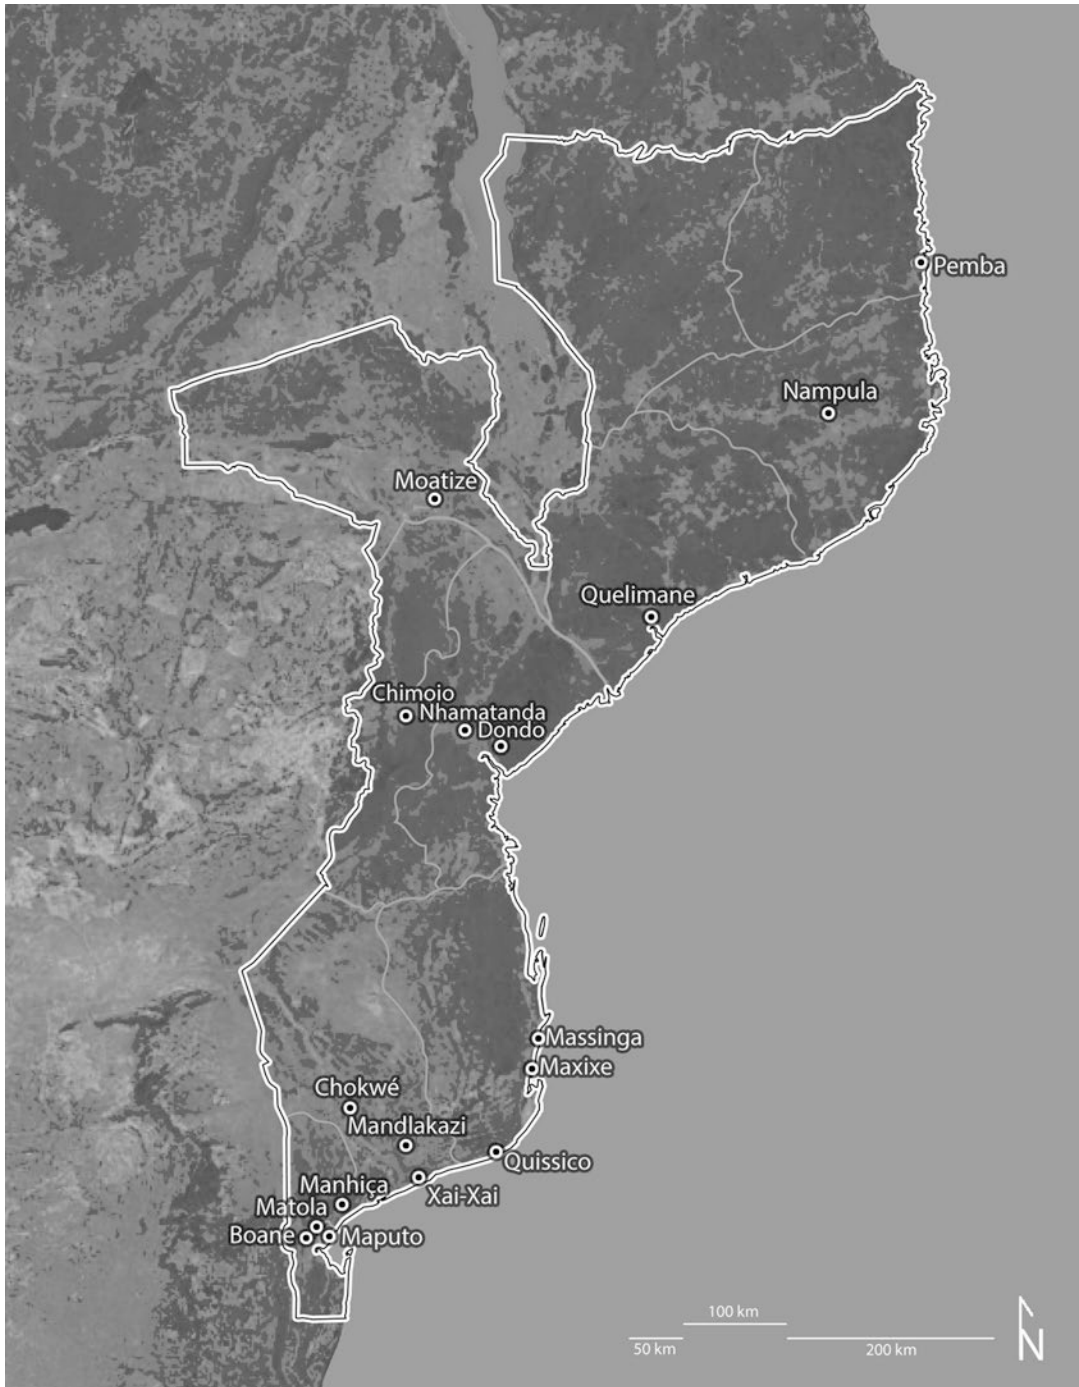 Pemba
Nampula
Moatize
Quelimane
Chimoio
Nhamatanda
Dondo
Massinga
Maxixe
Chokwé
Mandlakazi
Quissico
Manhiça
Xai-Xai
Matola
Boane
Maputo
100 km
50 km
200 km
N